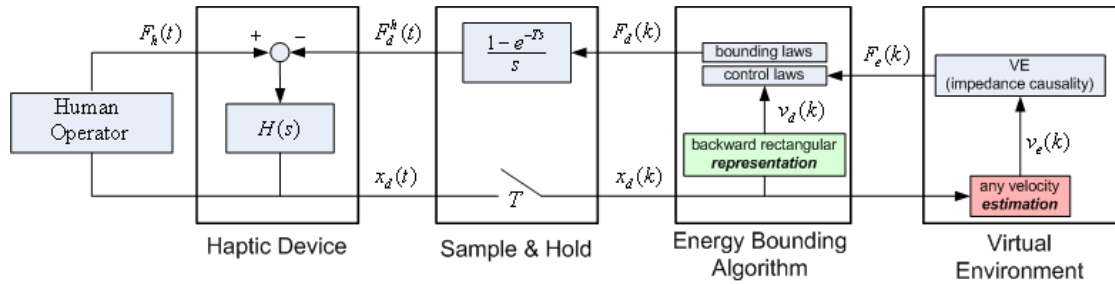 F_h(t)
+
−
F_d^h(t)
1 − e^{-Ts}
s
F_d(k)
bounding laws
control laws
F_e(k)
VE
(impedance causality)
Human
Operator
H(s)
v_d(k)
backward rectangular
representation
v_e(k)
x_d(t)
T
x_d(k)
any velocity
estimation
Haptic Device
Sample & Hold
Energy Bounding
Algorithm
Virtual
Environment